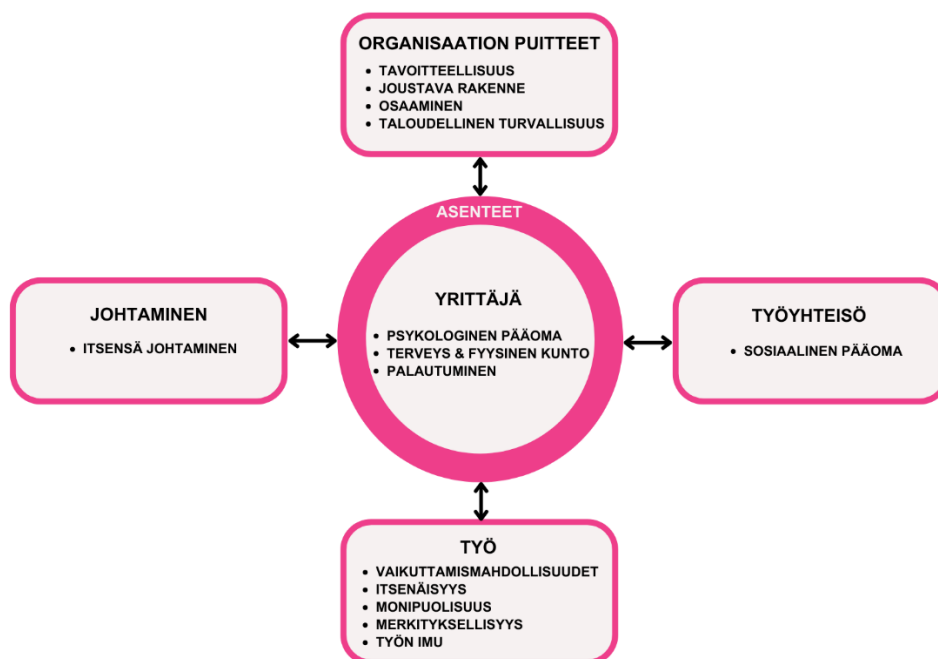 ORGANISAATION PUITTEET
• TAVOITTEELLISUUS
• JOUSTAVA RAKENNE
• OSAAMINEN
• TALOUDELLINEN TURVALLISUUS
ASENTEET
JOHTAMINEN
• ITSENSÄ JOHTAMINEN
YRITTÄJÄ
• PSYKOLOGINEN PÄÄOMA
• TERVEYS & FYYSINEN KUNTO
• PALAUTUMINEN
TYÖYHTEISÖ
• SOSIAALINEN PÄÄOMA
TYÖ
• VAIKUTTAMISMAHDOLLISUUDET
• ITSENÄISYYS
• MONIPUOLISUUS
• MERKITYKSELLISYYS
• TYÖN IMU